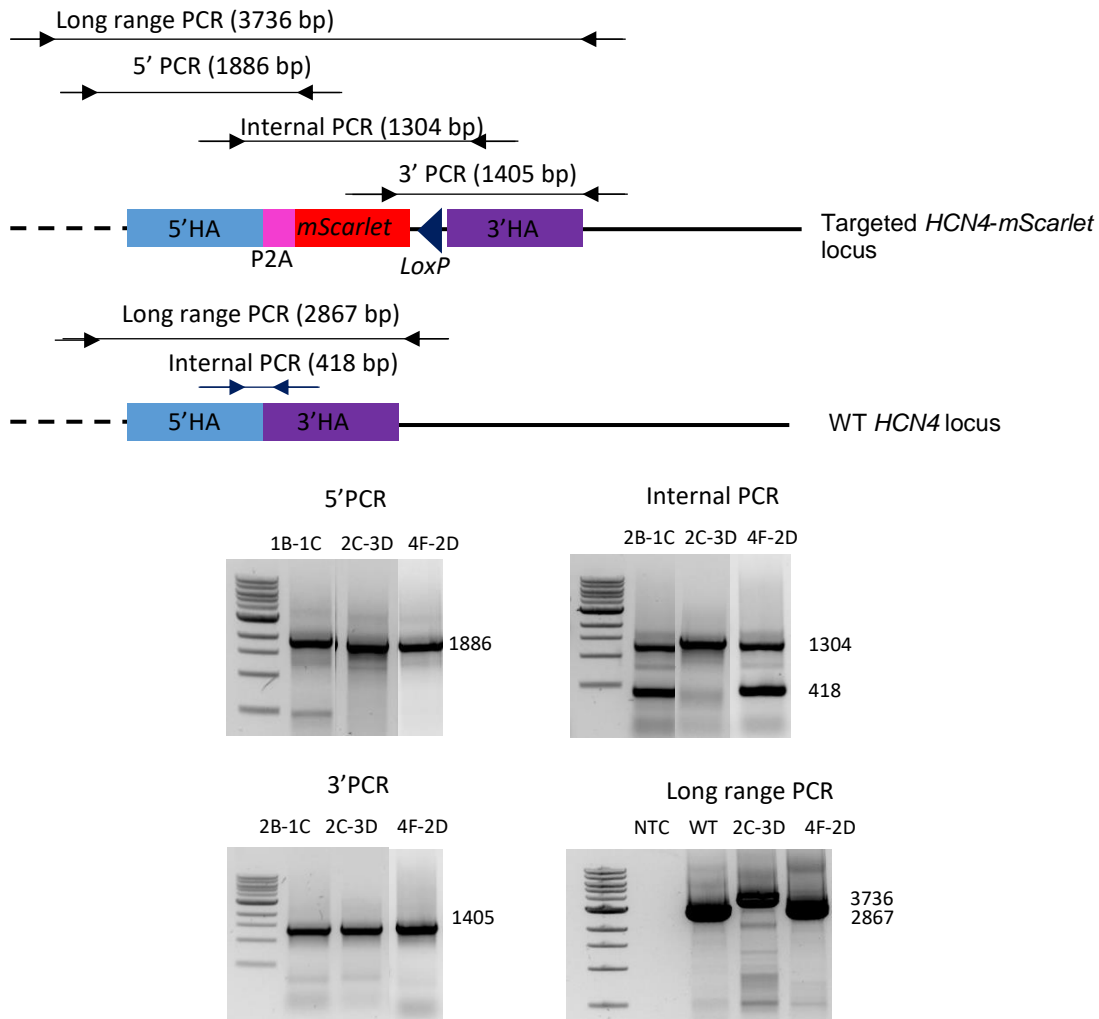 Long range PCR (3736 bp)
5’ PCR (1886 bp)
Internal PCR (1304 bp)
3’ PCR (1405 bp)
5’HA
mScarlet
3’HA
P2A
LoxP
Targeted HCN4-mScarlet
locus
Long range PCR (2867 bp)
Internal PCR (418 bp)
5’HA
3’HA
WT HCN4 locus
5’PCR
1B-1C 2C-3D 4F-2D
1886
Internal PCR
2B-1C 2C-3D 4F-2D
1304
418
3’PCR
2B-1C 2C-3D 4F-2D
1405
Long range PCR
NTC WT 2C-3D 4F-2D
3736
2867